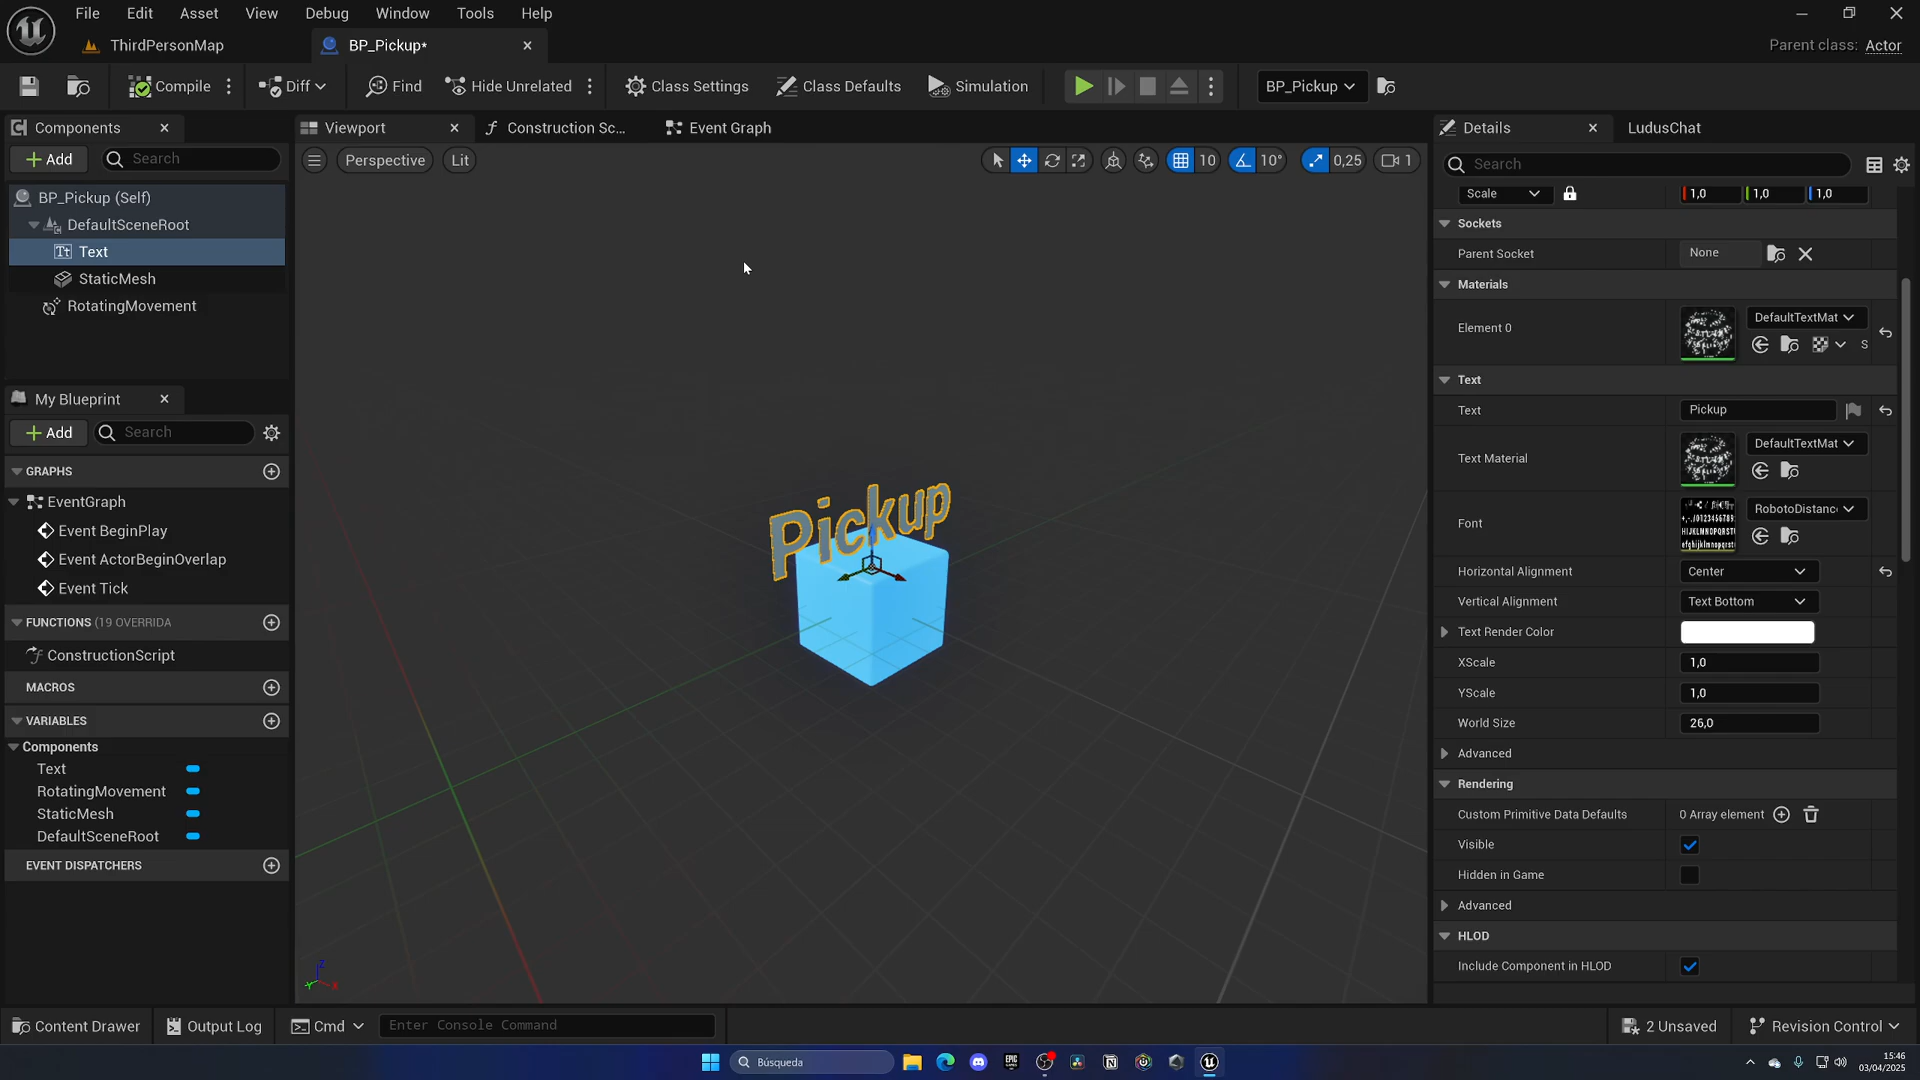 File Edit Asset View Debug Window Tools Help
ThirdPersonMap BP_Pickup* Parent class: Actor
Compile Diff Find Hide Unrelated Class Settings Class Defaults Simulation BP_Pickup
Components
Add Search
BP_Pickup (Self)
DefaultSceneRoot
Text
StaticMesh
RotatingMovement
My Blueprint
Add Search
GRAPHS
EventGraph
Event BeginPlay
Event ActorBeginOverlap
Event Tick
FUNCTIONS (19 OVERRIDA
ConstructionScript
MACROS
VARIABLES
Components
Text
RotatingMovement
StaticMesh
DefaultSceneRoot
EVENT DISPATCHERS
Viewport Construction Sc... Event Graph
Perspective Lit 10 10° 0,25 1
Pickup
Z
Y X
Details LudusChat
Search
Scale 1,0 1,0 1,0
Sockets
Parent Socket None
Materials
Element 0 DefaultTextMat
S
Text
Text Pickup
Text Material DefaultTextMat
Font RobotoDistanc
Horizontal Alignment Center
Vertical Alignment Text Bottom
Text Render Color
XScale 1,0
YScale 1,0
World Size 26,0
Advanced
Rendering
Custom Primitive Data Defaults 0 Array element
Visible
Hidden in Game
Advanced
HLOD
Include Component in HLOD
Content Drawer Output Log Cmd Enter Console Command 2 Unsaved Revision Control
Búsqueda
15:46
03/04/2025